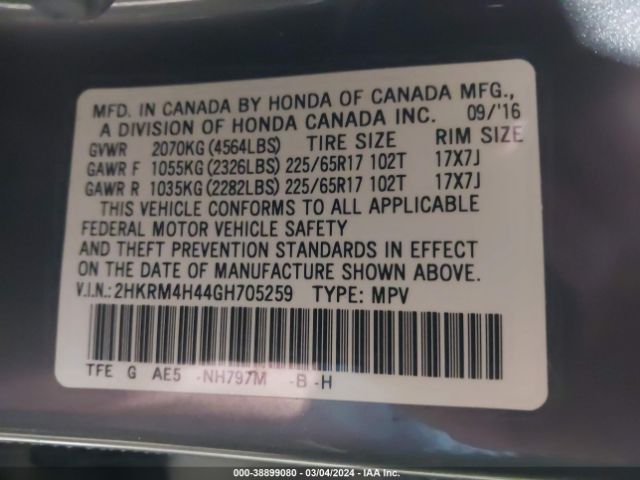 MFD. IN CANADA BY HONDA OF CANADA MFG.,
A DIVISION OF HONDA CANADA INC. 09/'16
GVWR 2070KG (4564LBS) TIRE SIZE RIM SIZE
GAWR F 1055KG (2326LBS) 225/65R17 102T 17X7J
GAWR R 1035KG (2282LBS) 225/65R17 102T 17X7J
THIS VEHICLE CONFORMS TO ALL APPLICABLE
FEDERAL MOTOR VEHICLE SAFETY
AND THEFT PREVENTION STANDARDS IN EFFECT
ON THE DATE OF MANUFACTURE SHOWN ABOVE.
V.I.N.:2HKRM4H44GH705259 TYPE: MPV
TFE G AE5 -NH797M -B -H
000-38899080 - 03/04/2024 - IAA Inc.